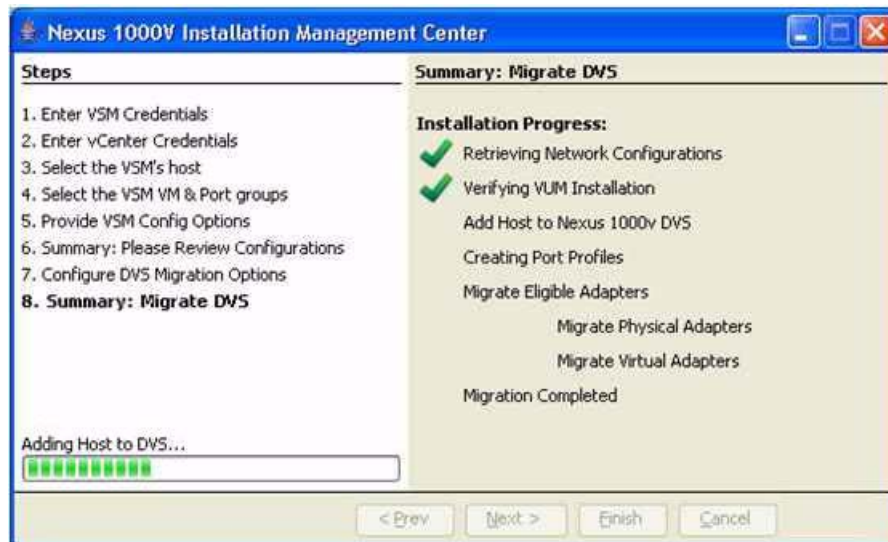 Nexus 1000V Installation Management Center
Steps
1. Enter VSM Credentials
2. Enter vCenter Credentials
3. Select the VSM's host
4. Select the VSM VM & Port groups
5. Provide VSM Config Options
6. Summary: Please Review Configurations
7. Configure DVS Migration Options
8. Summary: Migrate DVS
Adding Host to DVS...
Summary: Migrate DVS
Installation Progress:
Retrieving Network Configurations
Verifying VUM Installation
Add Host to Nexus 1000v DVS
Creating Port Profiles
Migrate Eligible Adapters
Migrate Physical Adapters
Migrate Virtual Adapters
Migration Completed
< Prev
Next >
Finish
Cancel